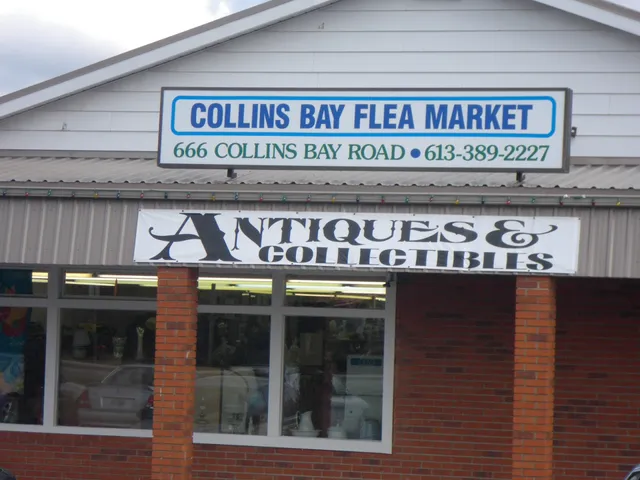 COLLINS BAY FLEA MARKET
666 COLLINS BAY ROAD • 613-389-2227
ANTIQUES &
COLLECTIBLES